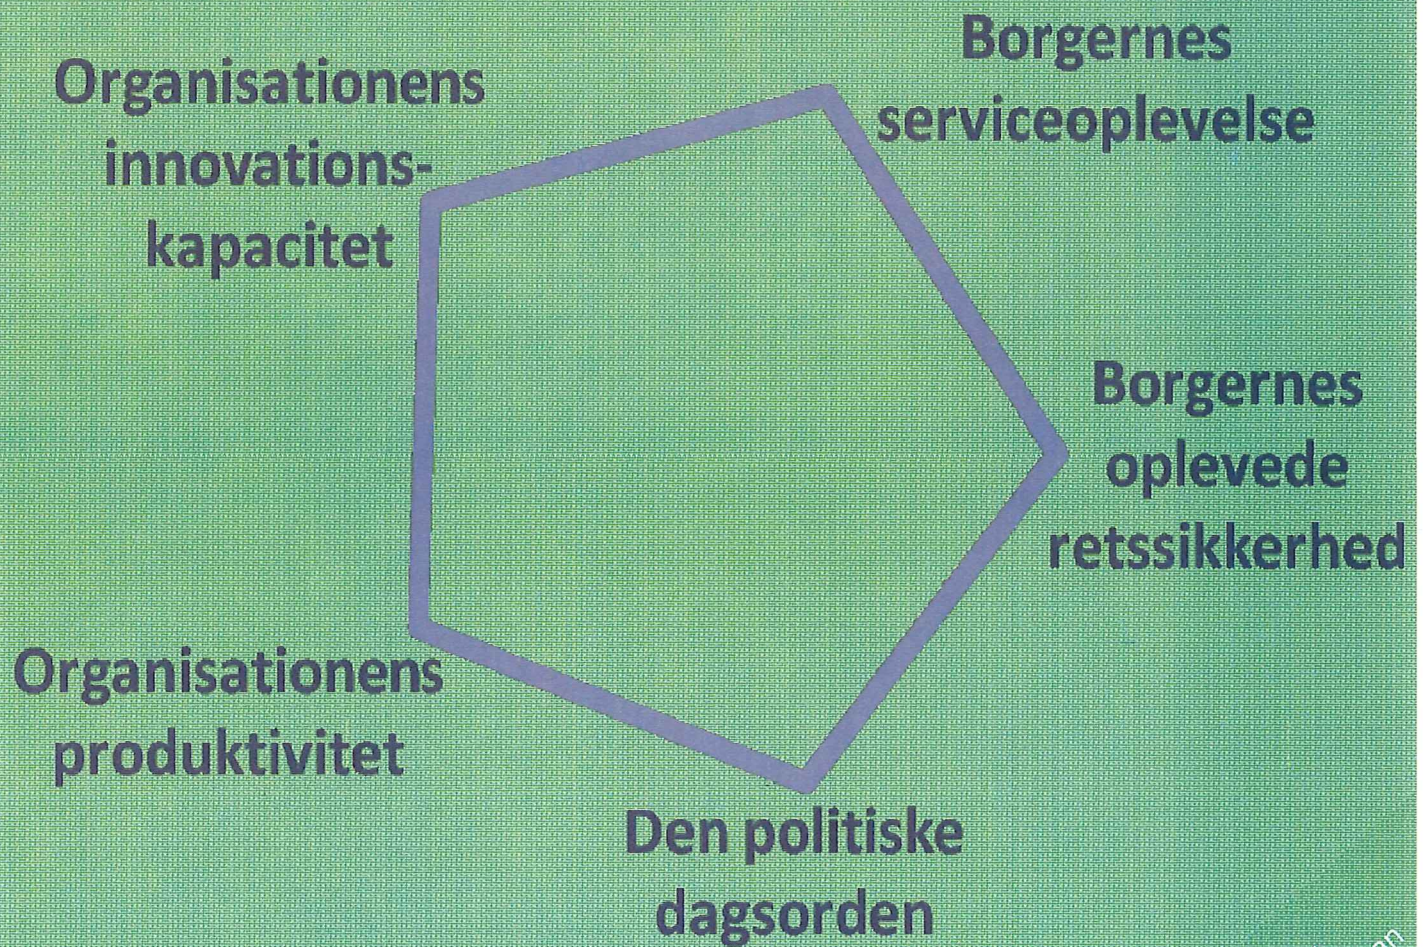 Borgernes
serviceoplevelse
Organisationens
innovations-
kapacitet
Borgernes
oplevede
retssikkerhed
Organisationens
produktivitet
Den politiske
dagsorden